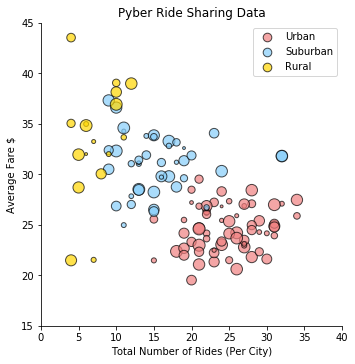 Pyber Ride Sharing Data
Urban
Suburban
Rural
45
40
35
30
25
20
15
Average Fare $
0 5 10 15 20 25 30 35 40
Total Number of Rides (Per City)